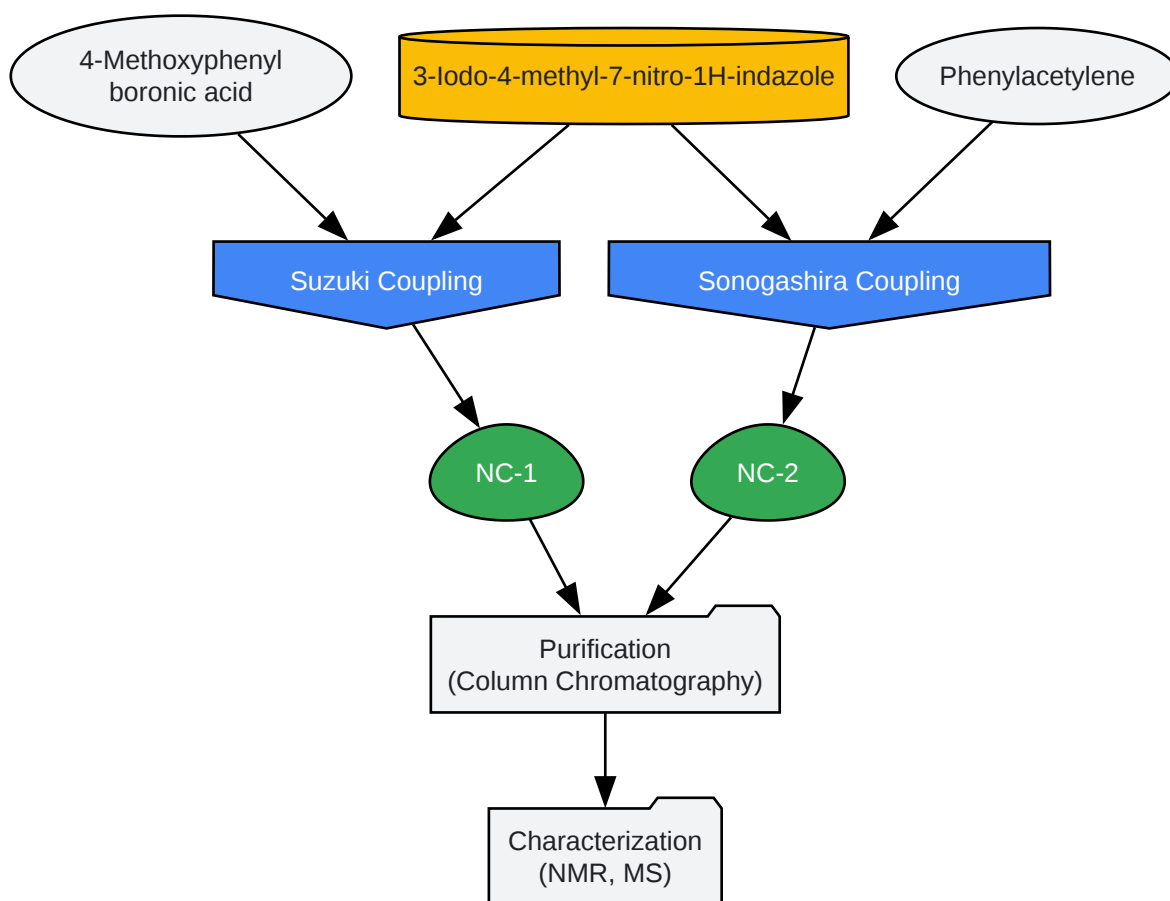 4-Methoxyphenyl
boronic acid
3-Iodo-4-methyl-7-nitro-1H-indazole
Phenylacetylene
Suzuki Coupling
Sonogashira Coupling
NC-1
NC-2
Purification
(Column Chromatography)
Characterization
(NMR, MS)